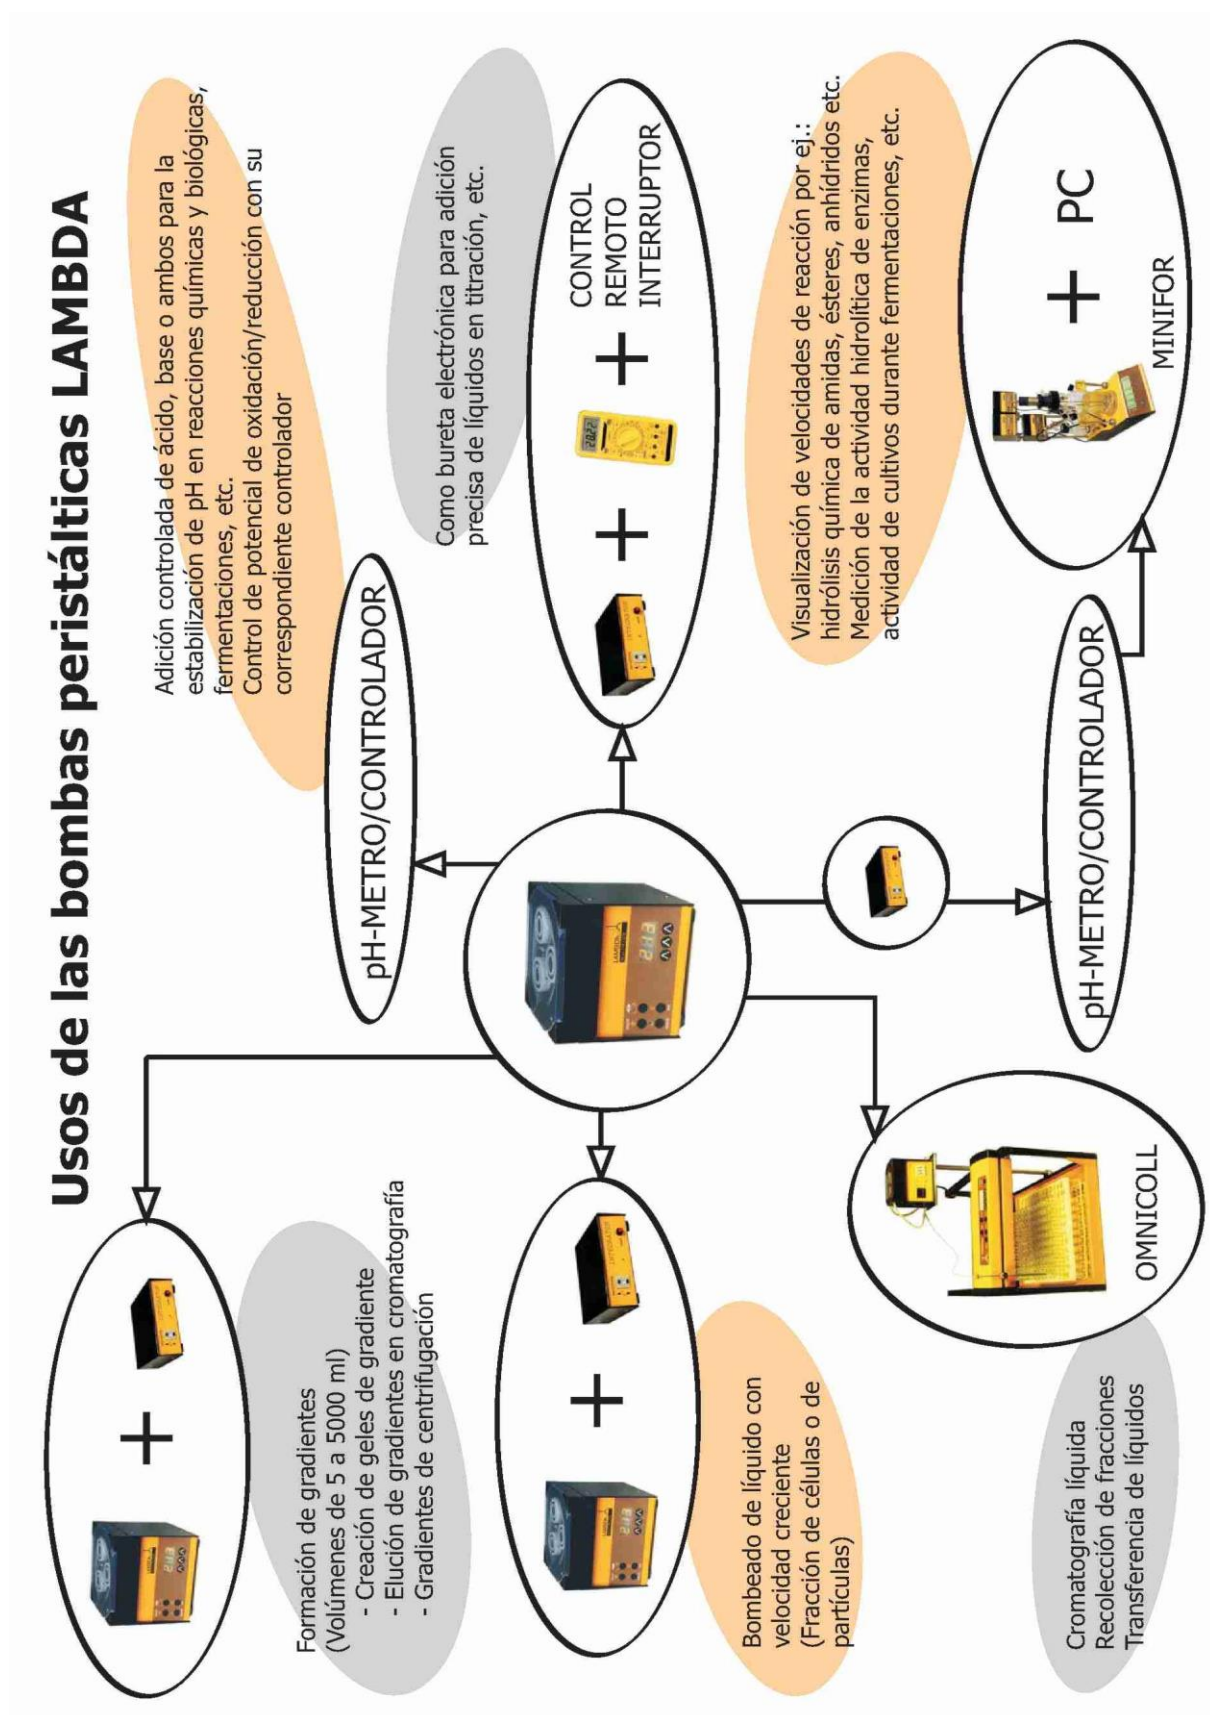 Usos de las bombas peristálticas LAMBDA
Adición controlada de ácido, base o ambos para la
estabilización de pH en reacciones químicas y biológicas,
fermentaciones, etc.
Control de potencial de oxidación/reducción con su
correspondiente controlador
pH-METRO/CONTROLADOR
Como bureta electrónica para adición
precisa de líquidos en titración, etc.
+
+
CONTROL
REMOTO
INTERRUPTOR
Visualización de velocidades de reacción por ej.:
hidrólisis química de amidas, ésteres, anhídridos etc.
Medición de la actividad hidrolítica de enzimas,
actividad de cultivos durante fermentaciones, etc.
pH-METRO/CONTROLADOR
+ PC
MINIFOR
+
Formación de gradientes
(Volúmenes de 5 a 5000 ml)
- Creación de geles de gradiente
- Elución de gradientes en cromatografía
- Gradientes de centrifugación
+
Bombeado de líquido con
velocidad creciente
(Fracción de células o de
partículas)
OMNICOLL
Cromatografía líquida
Recolección de fracciones
Transferencia de líquidos